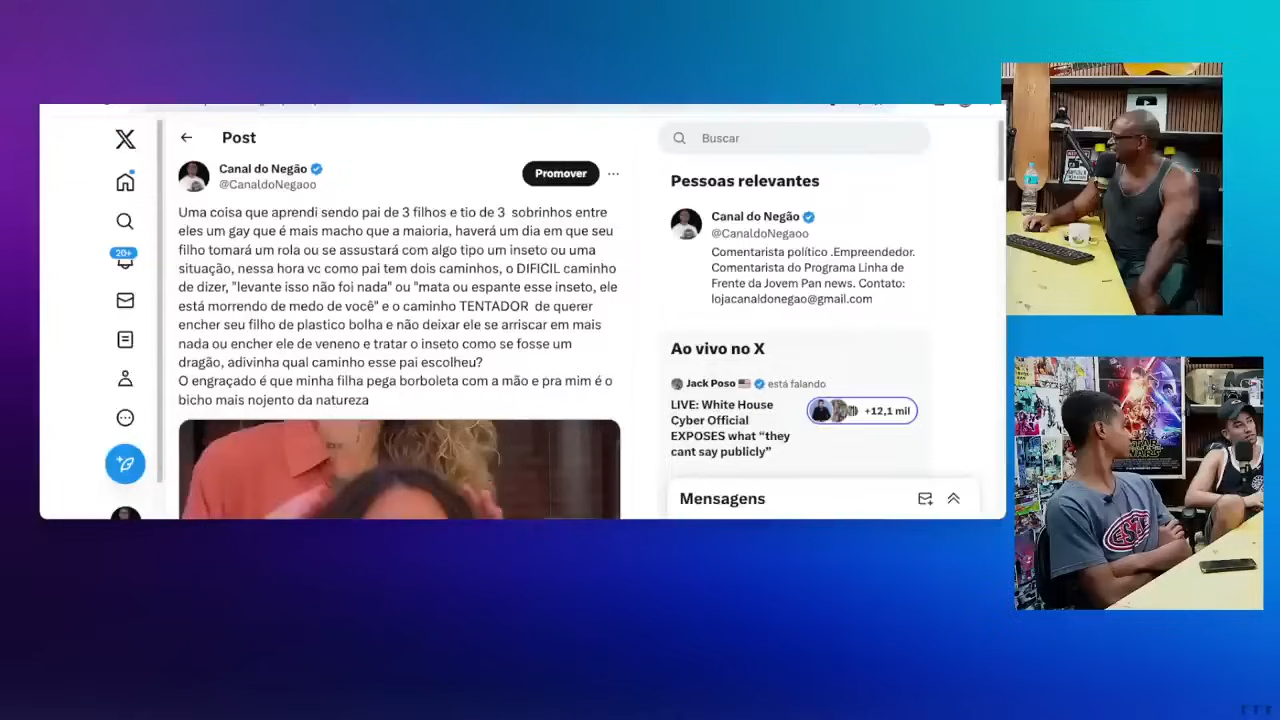 Post
Canal do Negão
@CanaldoNegaoo
Promover
Uma coisa que aprendi sendo pai de 3 filhos e tio de 3 sobrinhos entre
eles um gay que é mais macho que a maioria, haverá um dia em que seu
filho tomará um rola ou se assustará com algo tipo um inseto ou uma
situação, nessa hora vc como pai tem dois caminhos, o DIFICIL caminho
de dizer, "levante isso não foi nada" ou "mata ou espante esse inseto, ele
está morrendo de medo de você" e o caminho TENTADOR de querer
encher seu filho de plastico bolha e não deixar ele se arriscar em mais
nada ou encher ele de veneno e tratar o inseto como se fosse um
dragão, adivinha qual caminho esse pai escolheu?
O engraçado é que minha filha pega borboleta com a mão e pra mim é o
bicho mais nojento da natureza
20+
Buscar
Pessoas relevantes
Canal do Negão
@CanaldoNegaoo
Comentarista político .Empreendedor.
Comentarista do Programa Linha de
Frente da Jovem Pan news. Contato:
lojacanaldonegao@gmail.com
Ao vivo no X
Jack Poso está falando
LIVE: White House
Cyber Official
EXPOSES what “they
cant say publicly”
+12,1 mil
Mensagens
STAR
WARS